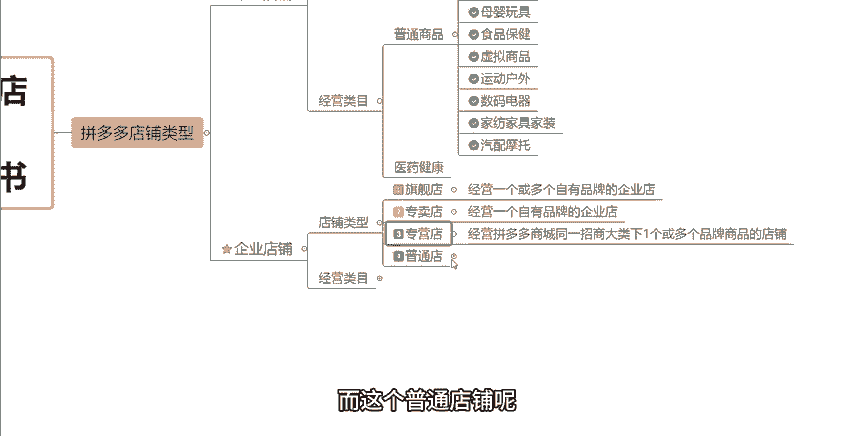 母婴玩具
普通商品
食品保健
虚拟商品
运动户外
经营类目
数码电器
家纺家具家装
汽配摩托
医药健康
店
书
拼多多店铺类型
企业店铺
店铺类型
旗舰店 经营一个或多个自有品牌的企业店
专卖店 经营一个自有品牌的企业店
专营店 经营拼多多商城同一招商大类下1个或多个品牌商品的店铺
普通店
经营类目
而这个普通店铺呢